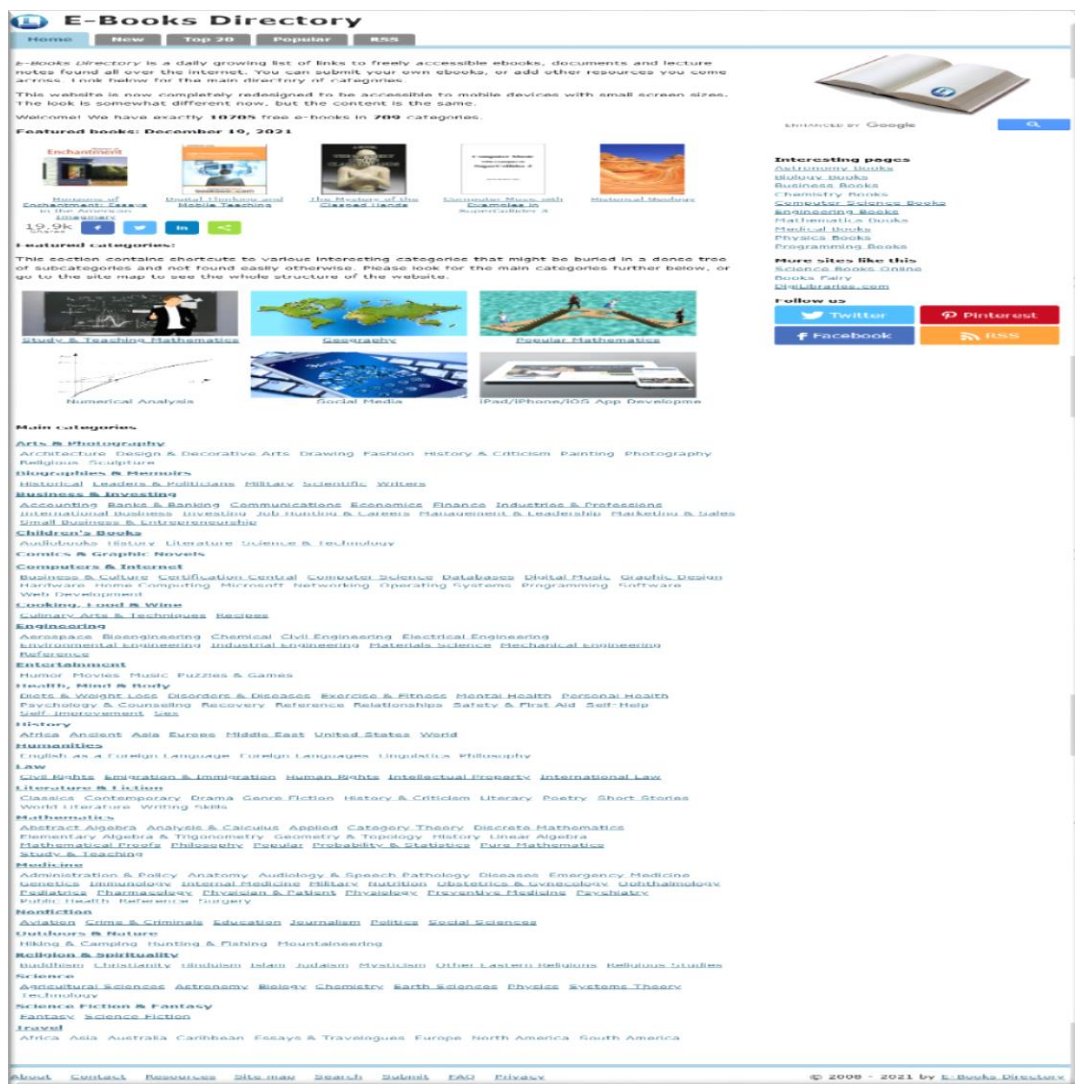 E-Books Directory
Home New Top 20 Popular RSS
E-Books Directory is a daily growing list of links to freely accessible ebooks, documents and lecture
notes found all over the internet. You can submit your own ebooks, or add other resources you come
across. Look below for the main directory of categories.
This website is now completely redesigned to be accessible to mobile devices with small screen sizes.
The look is somewhat different now, but the content is the same.
Welcome! We have exactly 10705 free e-books in 709 categories.
Featured books: December 19, 2021
Enchantment
Horizons of
Enchantment: Essays
in the American
Imaginary
Digital Thinking and
Mobile Teaching
The Mystery of the
Clasped Hands
Computer Music with
Examples in
SuperCollider 3
Historical Geology
19.9k
Shares
Featured categories:
This section contains shortcuts to various interesting categories that might be buried in a dense tree
of subcategories and not found easily otherwise. Please look for the main categories further below, or
go to the site map to see the whole structure of the website.
Study & Teaching Mathematics
Geography
Popular Mathematics
Numerical Analysis
Social Media
iPad/iPhone/iOS App Developme
Main categories
Arts & Photography
Architecture Design & Decorative Arts Drawing Fashion History & Criticism Painting Photography
Religious Sculpture
Biographies & Memoirs
Historical Leaders & Politicians Military Scientific Writers
Business & Investing
Accounting Banks & Banking Communications Economics Finance Industries & Professions
International Business Investing Job Hunting & Careers Management & Leadership Marketing & Sales
Small Business & Entrepreneurship
Children's Books
Audiobooks History Literature Science & Technology
Comics & Graphic Novels
Computers & Internet
Business & Culture Certification Central Computer Science Databases Digital Music Graphic Design
Hardware Home Computing Microsoft Networking Operating Systems Programming Software
Web Development
Cooking, Food & Wine
Culinary Arts & Techniques Recipes
Engineering
Aerospace Bioengineering Chemical Civil Engineering Electrical Engineering
Environmental Engineering Industrial Engineering Materials Science Mechanical Engineering
Reference
Entertainment
Humor Movies Music Puzzles & Games
Health, Mind & Body
Diets & Weight Loss Disorders & Diseases Exercise & Fitness Mental Health Personal Health
Psychology & Counseling Recovery Reference Relationships Safety & First Aid Self-Help
Self-Improvement Sex
History
Africa Ancient Asia Europe Middle East United States World
Humanities
English as a Foreign Language Foreign Languages Linguistics Philosophy
Law
Civil Rights Emigration & Immigration Human Rights Intellectual Property International Law
Literature & Fiction
Classics Contemporary Drama Genre Fiction History & Criticism Literary Poetry Short Stories
World Literature Writing Skills
Mathematics
Abstract Algebra Analysis & Calculus Applied Category Theory Discrete Mathematics
Elementary Algebra & Trigonometry Geometry & Topology History Linear Algebra
Mathematical Proofs Philosophy Popular Probability & Statistics Pure Mathematics
Study & Teaching
Medicine
Administration & Policy Anatomy Audiology & Speech Pathology Diseases Emergency Medicine
Genetics Immunology Internal Medicine Military Nutrition Obstetrics & Gynecology Ophthalmology
Pediatrics Pharmacology Physician & Patient Physiology Preventive Medicine Psychiatry
Public Health Reference Surgery
Nonfiction
Aviation Crime & Criminals Education Journalism Politics Social Sciences
Outdoors & Nature
Hiking & Camping Hunting & Fishing Mountaineering
Religion & Spirituality
Buddhism Christianity Hinduism Islam Judaism Mysticism Other Eastern Religions Religious Studies
Science
Agricultural Sciences Astronomy Biology Chemistry Earth Sciences Physics Systems Theory
Technology
Science Fiction & Fantasy
Fantasy Science Fiction
Travel
Africa Asia Australia Caribbean Essays & Travelogues Europe North America South America
ENHANCED BY Google
Interesting pages
Astronomy Books
Biology Books
Business Books
Chemistry Books
Computer Science Books
Engineering Books
Mathematics Books
Medical Books
Physics Books
Programming Books
More sites like this
Science Books Online
Books Fairy
DigiLibraries.com
Follow us
Twitter Pinterest
Facebook RSS
About Contact Resources Site map Search Submit FAQ Privacy
© 2008 - 2021 by E-Books Directory